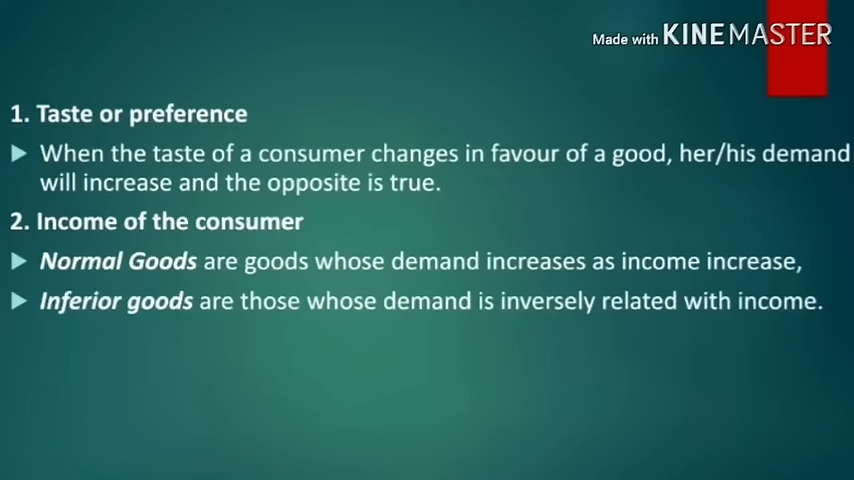 Made with KINEMASTER
1. Taste or preference
When the taste of a consumer changes in favour of a good, her/his demand
will increase and the opposite is true.
2. Income of the consumer
Normal Goods are goods whose demand increases as income increase,
Inferior goods are those whose demand is inversely related with income.